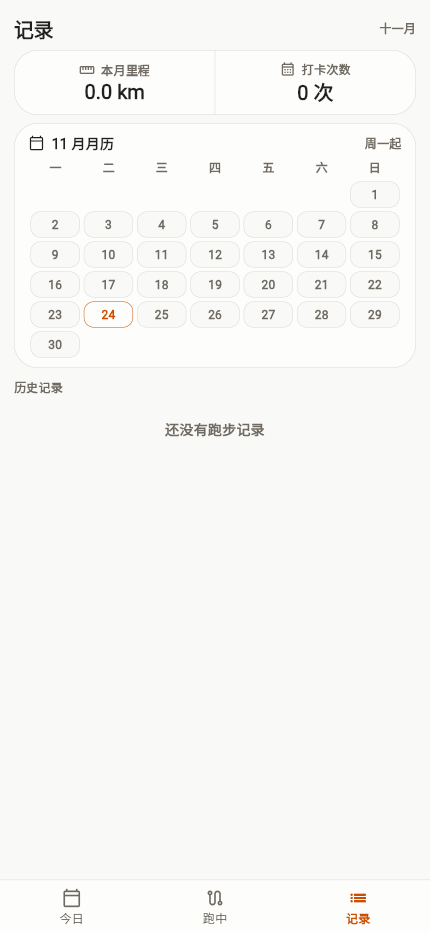 记录
十一月
本月里程
0.0 km
打卡次数
0 次
11 月月历
周一起
一 二 三 四 五 六 日
1
2 3 4 5 6 7 8
9 10 11 12 13 14 15
16 17 18 19 20 21 22
23 24 25 26 27 28 29
30
历史记录
还没有跑步记录
今日 跑中 记录